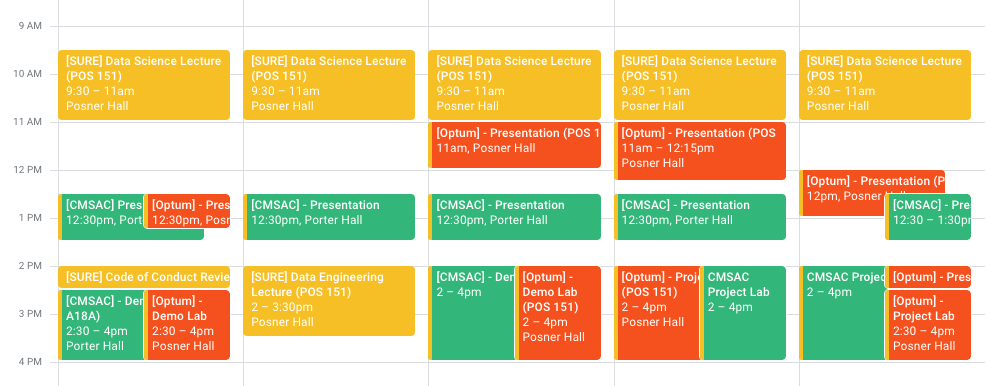 9 AM
10 AM
11 AM
12 PM
1 PM
2 PM
3 PM
4 PM
[SURE] Data Science Lecture
(POS 151)
9:30 – 11am
Posner Hall
[CMSAC] Pres
12:30pm, Port
[Optum] - Pres
12:30pm, Posr
[SURE] Code of Conduct Revie
[CMSAC] - Der
A18A)
2:30 – 4pm
Porter Hall
[Optum] -
Demo Lab
2:30 – 4pm
Posner Hall
[SURE] Data Science Lecture
(POS 151)
9:30 – 11am
Posner Hall
[CMSAC] - Presentation
12:30pm, Porter Hall
[SURE] Data Engineering
Lecture (POS 151)
2 – 3:30pm
Posner Hall
[SURE] Data Science Lecture
(POS 151)
9:30 – 11am
Posner Hall
[Optum] - Presentation (POS 1
11am, Posner Hall
[CMSAC] - Presentation
12:30pm, Porter Hall
[CMSAC] - Den
2 – 4pm
[Optum] -
Demo Lab
(POS 151)
2 – 4pm
Posner Hall
[SURE] Data Science Lecture
(POS 151)
9:30 – 11am
Posner Hall
[Optum] - Presentation (POS
11am – 12:15pm
Posner Hall
[CMSAC] - Presentation
12:30pm, Porter Hall
[Optum] - Proje
(POS 151)
2 – 4pm
Posner Hall
CMSAC
Project Lab
2 – 4pm
[SURE] Data Science Lecture
(POS 151)
9:30 – 11am
Posner Hall
[Optum] - Presentation (P
12pm, Posner
[CMSAC] - Pre
12:30 – 1:30pr
CMSAC Projec
2 – 4pm
[Optum] - Pres
[Optum] -
Project Lab
2:30 – 4pm
Posner Hall